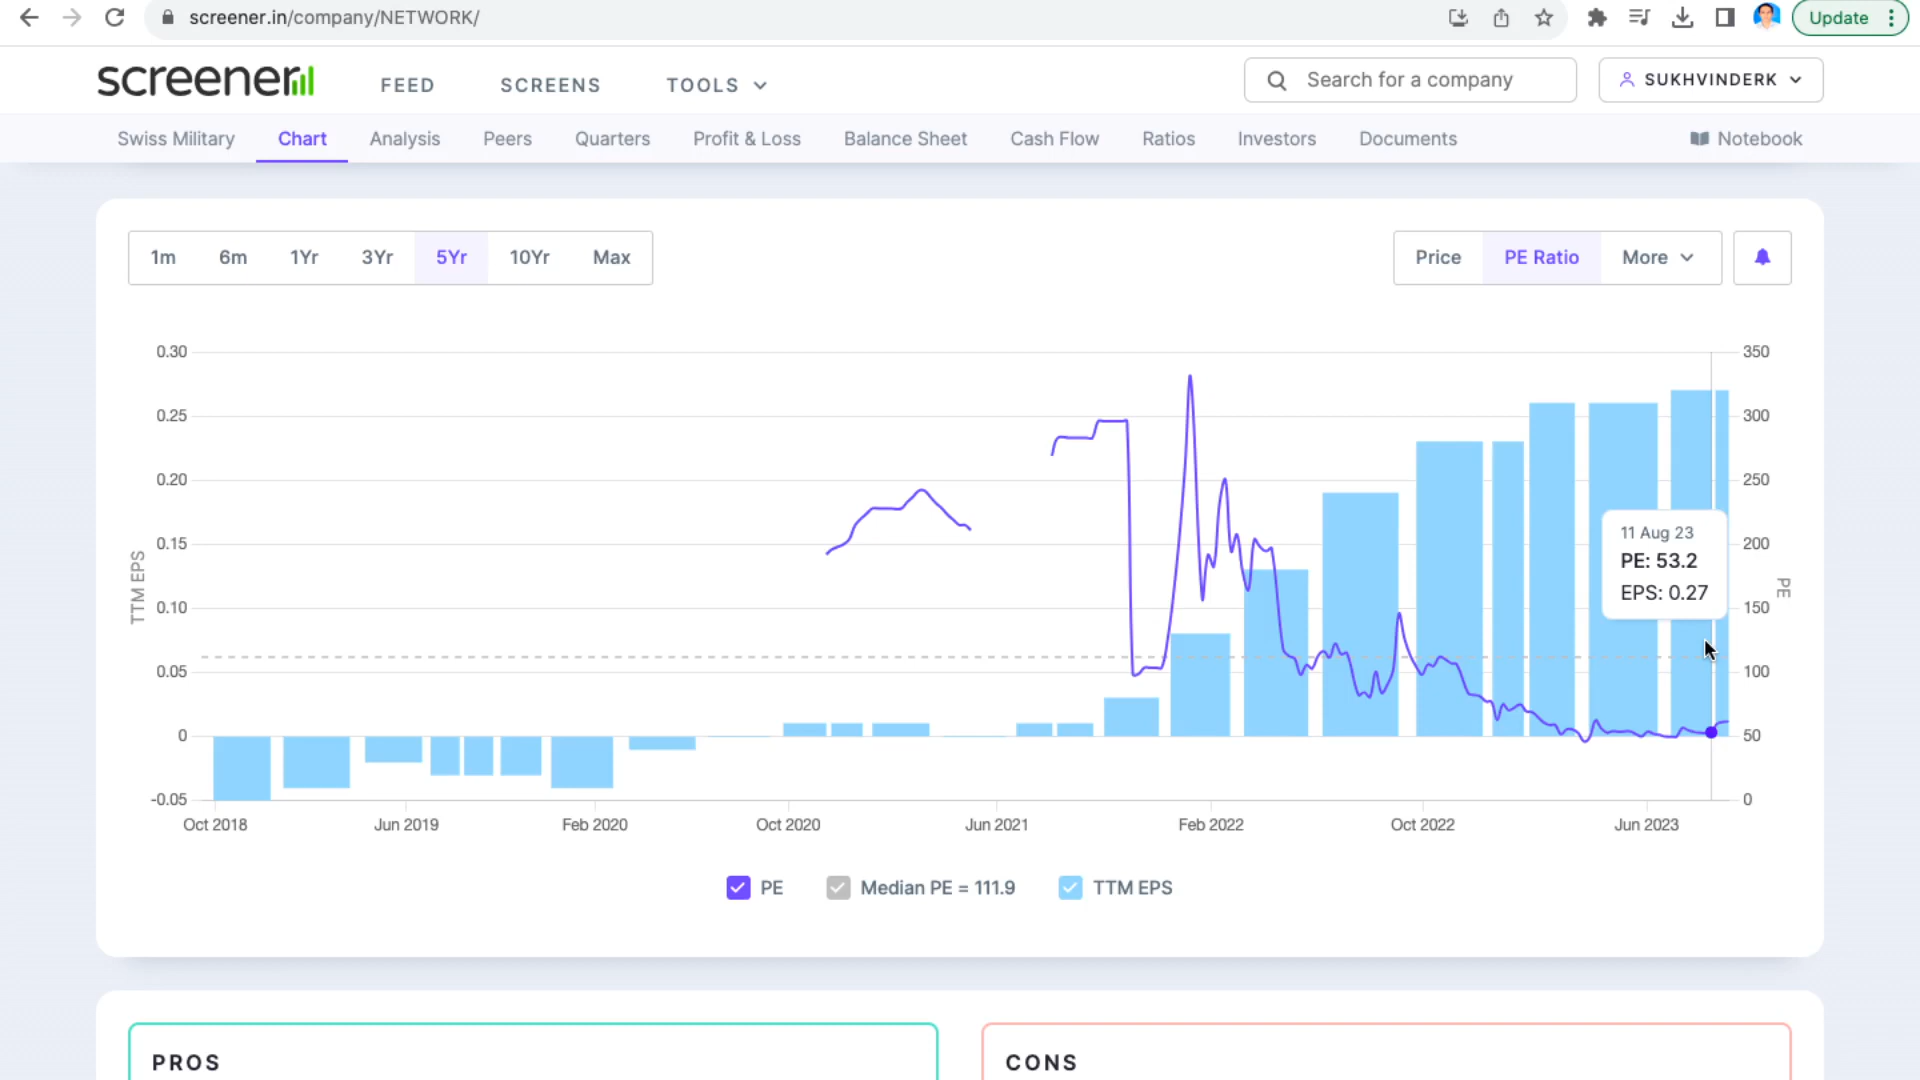 screener.in/company/NETWORK/
Update
screener
FEED
SCREENS
TOOLS
Search for a company
SUKHVINDERK
Swiss Military
Chart
Analysis
Peers
Quarters
Profit & Loss
Balance Sheet
Cash Flow
Ratios
Investors
Documents
Notebook
1m
6m
1Yr
3Yr
5Yr
10Yr
Max
Price
PE Ratio
More
0.30
0.25
0.20
0.15
0.10
0.05
0
-0.05
TTM EPS
350
300
250
200
150
100
50
0
PE
11 Aug 23
PE: 53.2
EPS: 0.27
Oct 2018
Jun 2019
Feb 2020
Oct 2020
Jun 2021
Feb 2022
Oct 2022
Jun 2023
PE
Median PE = 111.9
TTM EPS
PROS
CONS